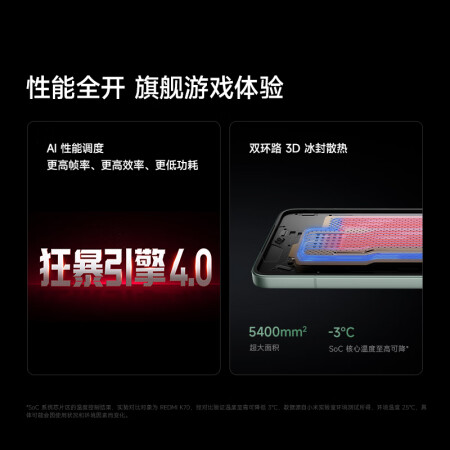 性能全开 旗舰游戏体验
AI 性能调度
更高帧率、更高效率、更低功耗
狂暴引擎4.0
双环路 3D 冰封散热
5400mm²
超大面积
-3°C
SoC 核心温度至高可降*